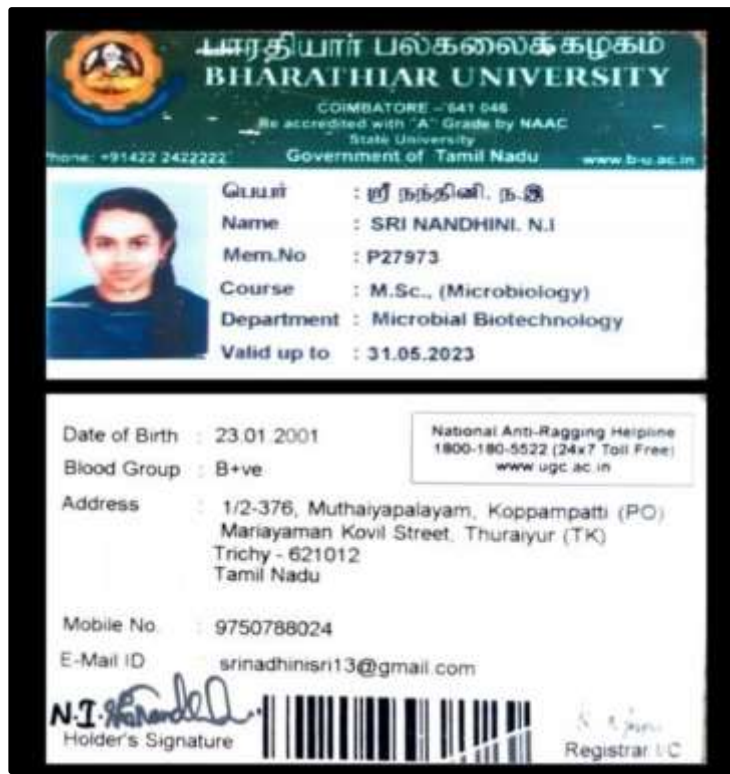 பாரதியார் பல்கலைக்கழகம்
BHARATHIAR UNIVERSITY
COIMBATORE – 641 046
Re accredited with "A" Grade by NAAC
State University
Phone: +91422 2422222 Government of Tamil Nadu www.b-u.ac.in
பெயர் : ஸ்ரீ நந்தினி. ந.இ
Name : SRI NANDHINI. N.I
Mem.No : P27973
Course : M.Sc., (Microbiology)
Department : Microbial Biotechnology
Valid up to : 31.05.2023
Date of Birth : 23.01.2001
National Anti-Ragging Helpline
1800-180-5522 (24x7 Toll Free)
www.ugc.ac.in
Blood Group : B+ve
Address : 1/2-376, Muthaiyapalayam, Koppampatti (PO)
Mariayaman Kovil Street, Thuraiyur (TK)
Trichy - 621012
Tamil Nadu
Mobile No. : 9750788024
E-Mail ID : srinadhinisri13@gmail.com
N.I.
Holder's Signature
Registrar I/C